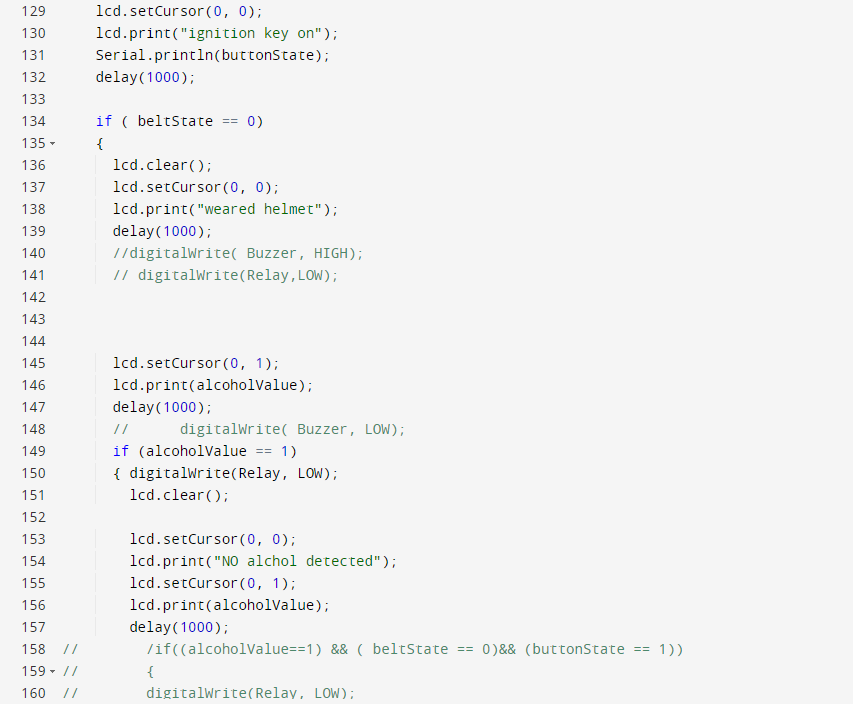 129 lcd.setCursor(0, 0);
130 lcd.print("ignition key on");
131 Serial.println(buttonState);
132 delay(1000);
133
134 if ( beltState == 0)
135 {
136 lcd.clear();
137 lcd.setCursor(0, 0);
138 lcd.print("weared helmet");
139 delay(1000);
140 //digitalWrite( Buzzer, HIGH);
141 // digitalWrite(Relay,LOW);
142
143
144
145 lcd.setCursor(0, 1);
146 lcd.print(alcoholValue);
147 delay(1000);
148 //      digitalWrite( Buzzer, LOW);
149 if (alcoholValue == 1)
150 { digitalWrite(Relay, LOW);
151 lcd.clear();
152
153 lcd.setCursor(0, 0);
154 lcd.print("NO alchol detected");
155 lcd.setCursor(0, 1);
156 lcd.print(alcoholValue);
157 delay(1000);
158 //        /if((alcoholValue==1) && ( beltState == 0)&& (buttonState == 1))
159 //        {
160 //        digitalWrite(Relay, LOW);